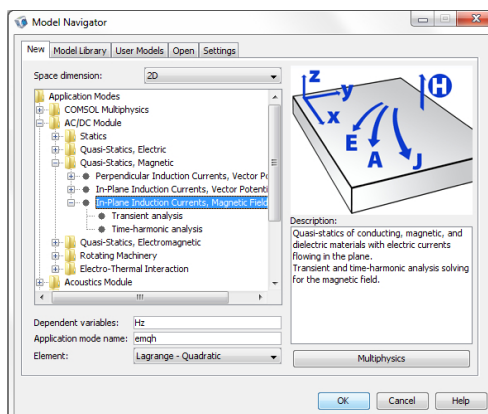 Model Navigator
New Model Library User Models Open Settings
Space dimension: 2D
Application Modes
COMSOL Multiphysics
AC/DC Module
Statics
Quasi-Statics, Electric
Quasi-Statics, Magnetic
Perpendicular Induction Currents, Vector Po
In-Plane Induction Currents, Vector Potenti
In-Plane Induction Currents, Magnetic Field
Transient analysis
Time-harmonic analysis
Quasi-Statics, Electromagnetic
Rotating Machinery
Electro-Thermal Interaction
Acoustics Module
Dependent variables: Hz
Application mode name: emqh
Element: Lagrange - Quadratic
z
y
x
H
E
A
J
Description:
Quasi-statics of conducting, magnetic, and
dielectric materials with electric currents
flowing in the plane.
Transient and time-harmonic analysis solving
for the magnetic field.
Multiphysics
OK Cancel Help